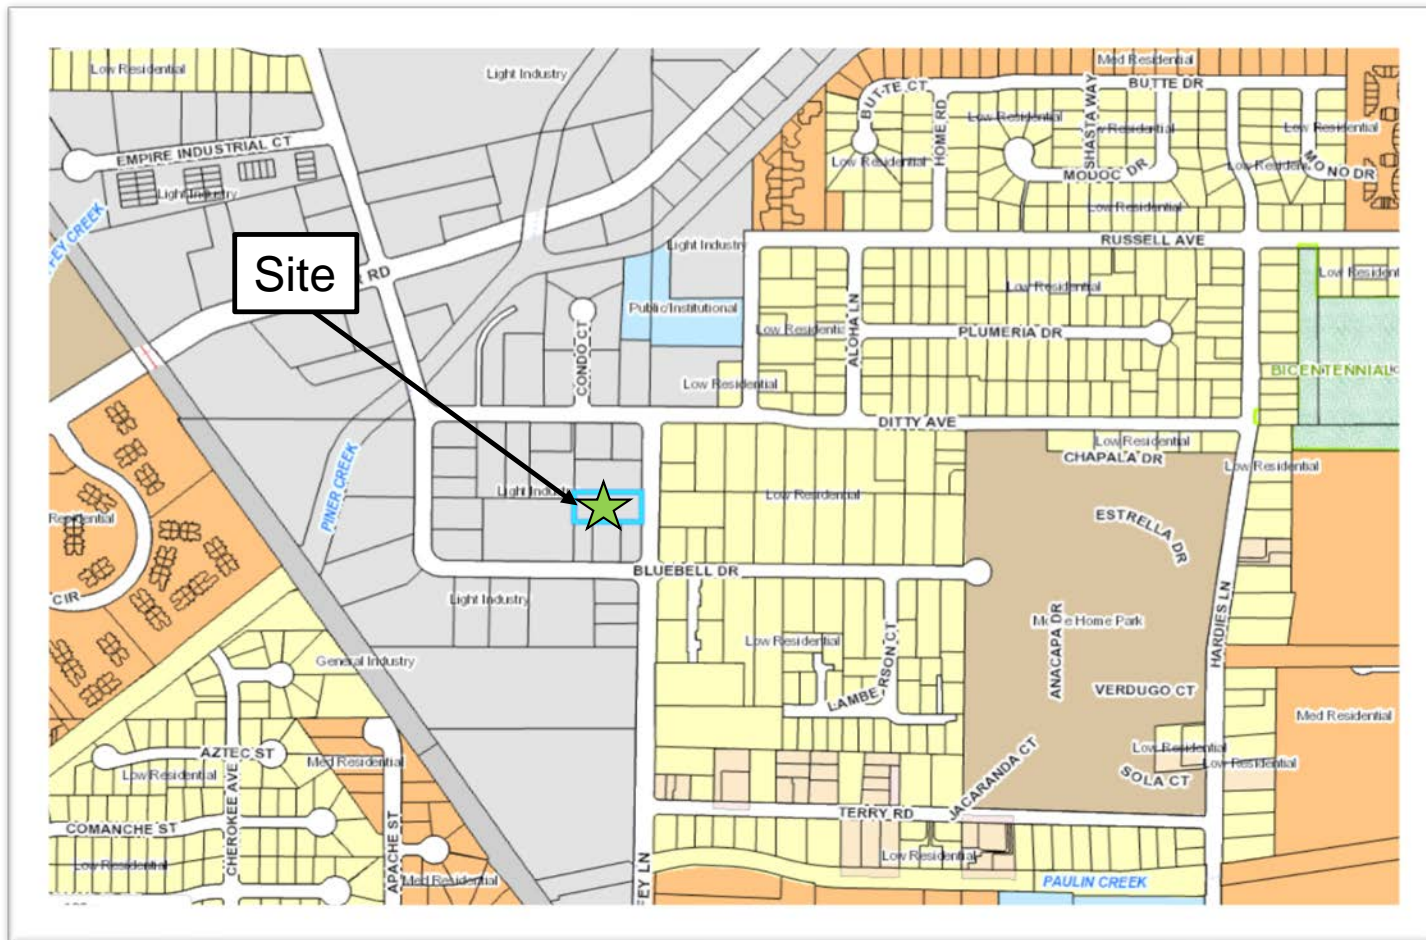 Low Residential
Light Industry
Med Residential
BUTTE CT
BUTTE DR
SHASTA WAY
HOME RD
Low Residential
Low Residential
EMPIRE INDUSTRIAL CT
Low Residential
Low Residential
MODOC DR
MONO DR
Light Industry
Low Residential
FEY CREEK
RUSSELL AVE
Light Industry
Site
RD
Low Resident
Low Residential
Public/Institutional
CONDO CT
Low Residential
ALOHA LN
PLUMERIA DR
BICENTENNIAL
Low Residential
DITTY AVE
Low Residential
CHAPALA DR
Low Residential
PINER CREEK
Light Indus
Low Residential
Residential
ESTRELLA DR
BLUEBELL DR
CIR
Light Industry
HARDIES LN
Home Park
ANACAPA DR
Low Residential
LAMBERSON CT
General Industry
VERDUGO CT
Med Residential
AZTEC ST
Low Residential
Med Residential
Low Residential
Low Residential
SOLA CT
JACARANDA CT
CHEROKEE AVE
COMANCHE ST
TERRY RD
APACHE ST
Low Residential
Low Residential
Med Residential
FEY LN
PAULIN CREEK